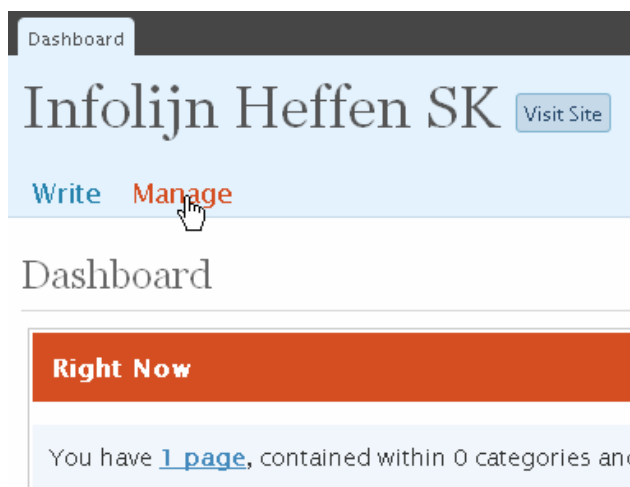 Dashboard
Infolijn Heffen SK Visit Site
Write Manage
Dashboard
Right Now
You have 1 page, contained within 0 categories